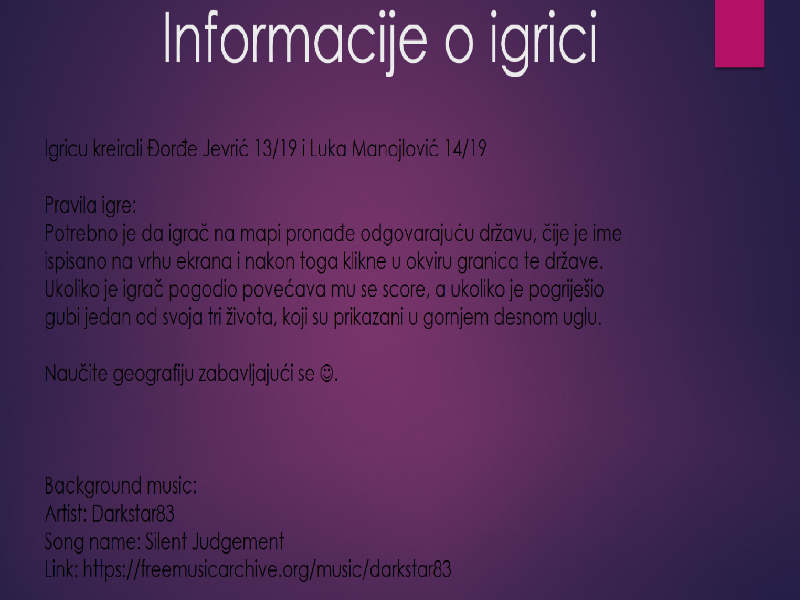 Informacije o igrici
Igricu kreirali Đorđe Jevrić 13/19 i Luka Manojlović 14/19
Pravila igre:
Potrebno je da igrač na mapi pronađe odgovarajuću državu, čije je ime
ispisano na vrhu ekrana i nakon toga klikne u okviru granica te države.
Ukoliko je igrač pogodio povećava mu se score, a ukoliko je pogriješio
gubi jedan od svoja tri života, koji su prikazani u gornjem desnom uglu.
Naučite geografiju zabavljajući se ☺.
Background music:
Artist: Darkstar83
Song name: Silent Judgement
Link: https://freemusicarchive.org/music/darkstar83